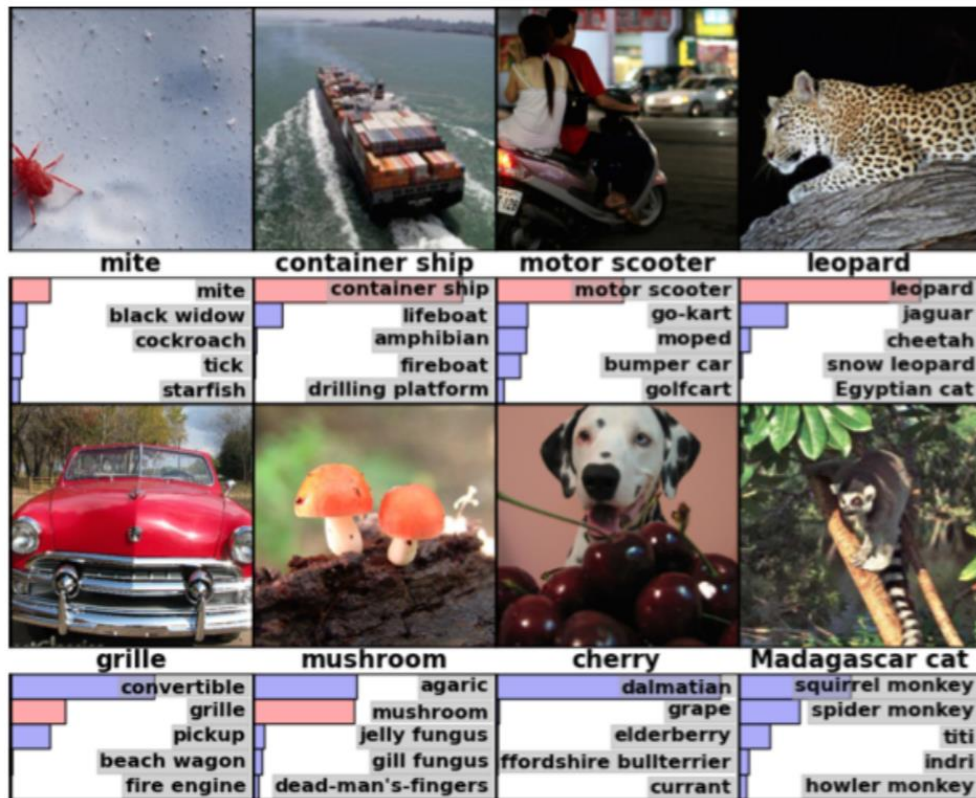 mite
container ship
motor scooter
leopard
mite
black widow
cockroach
tick
starfish
container ship
lifeboat
amphibian
fireboat
drilling platform
motor scooter
go-kart
moped
bumper car
golfcart
leopard
jaguar
cheetah
snow leopard
Egyptian cat
grille
mushroom
cherry
Madagascar cat
convertible
grille
pickup
beach wagon
fire engine
agaric
mushroom
jelly fungus
gill fungus
dead-man's-fingers
dalmatian
grape
elderberry
ffordshire bullterrier
currant
squirrel monkey
spider monkey
titi
indri
howler monkey